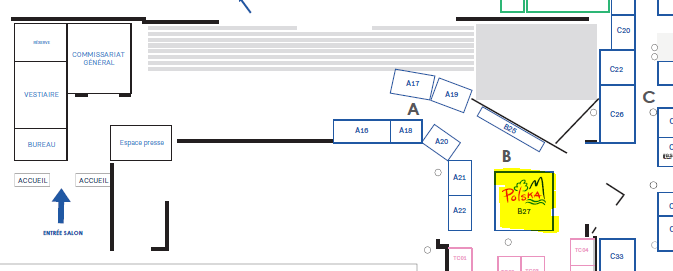 COMMISSARIAT
GÉNÉRAL
VESTIAIRE
BUREAU
Espace presse
ACCUEIL
ACCUEIL
ENTRÉE SALON
A17
A19
A
A16
A18
A20
A21
A22
B25
B
Polska
B27
C20
C22
C
C26
C33
TC01
TC04